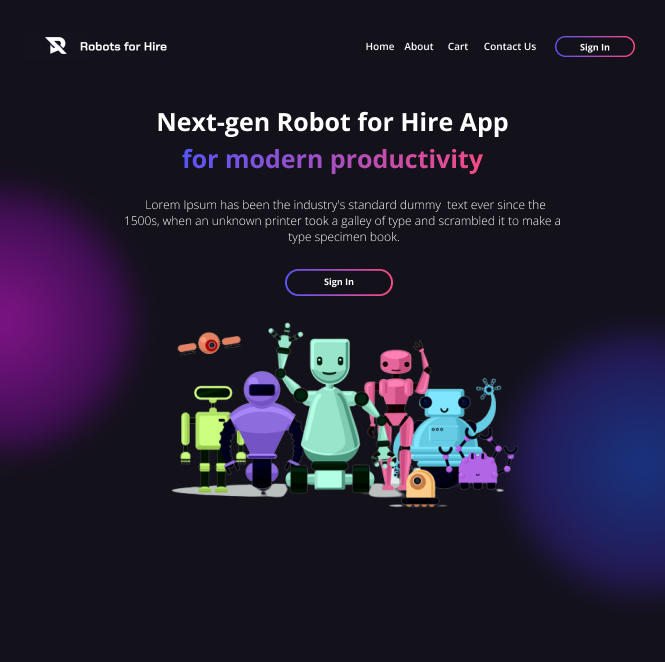 Robots for Hire
Home About Cart Contact Us Sign In
Next-gen Robot for Hire App
for modern productivity
Lorem Ipsum has been the industry's standard dummy text ever since the
1500s, when an unknown printer took a galley of type and scrambled it to make a
type specimen book.
Sign In